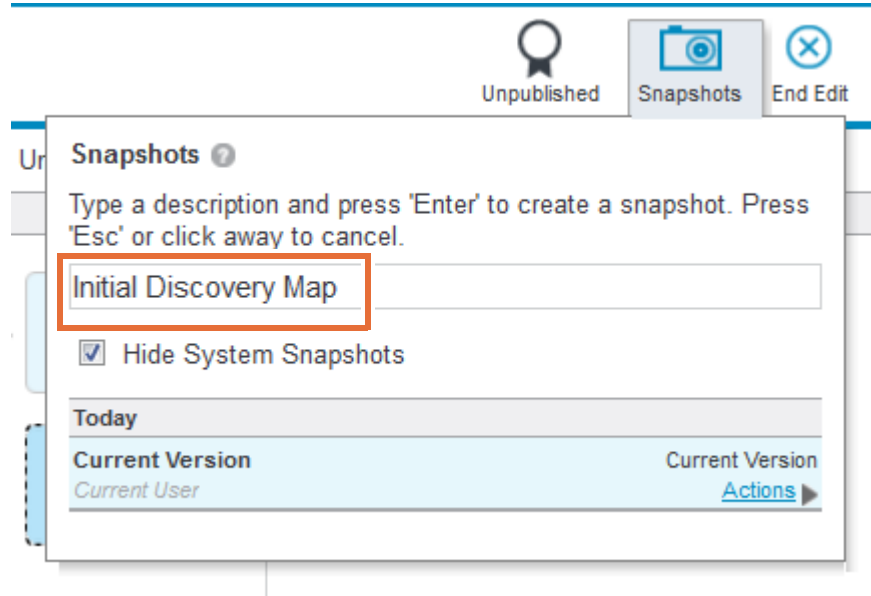 Unpublished Snapshots End Edit
Ur
Snapshots ?
Type a description and press 'Enter' to create a snapshot. Press
'Esc' or click away to cancel.
Initial Discovery Map
Hide System Snapshots
Today
Current Version Current Version
Current User Actions